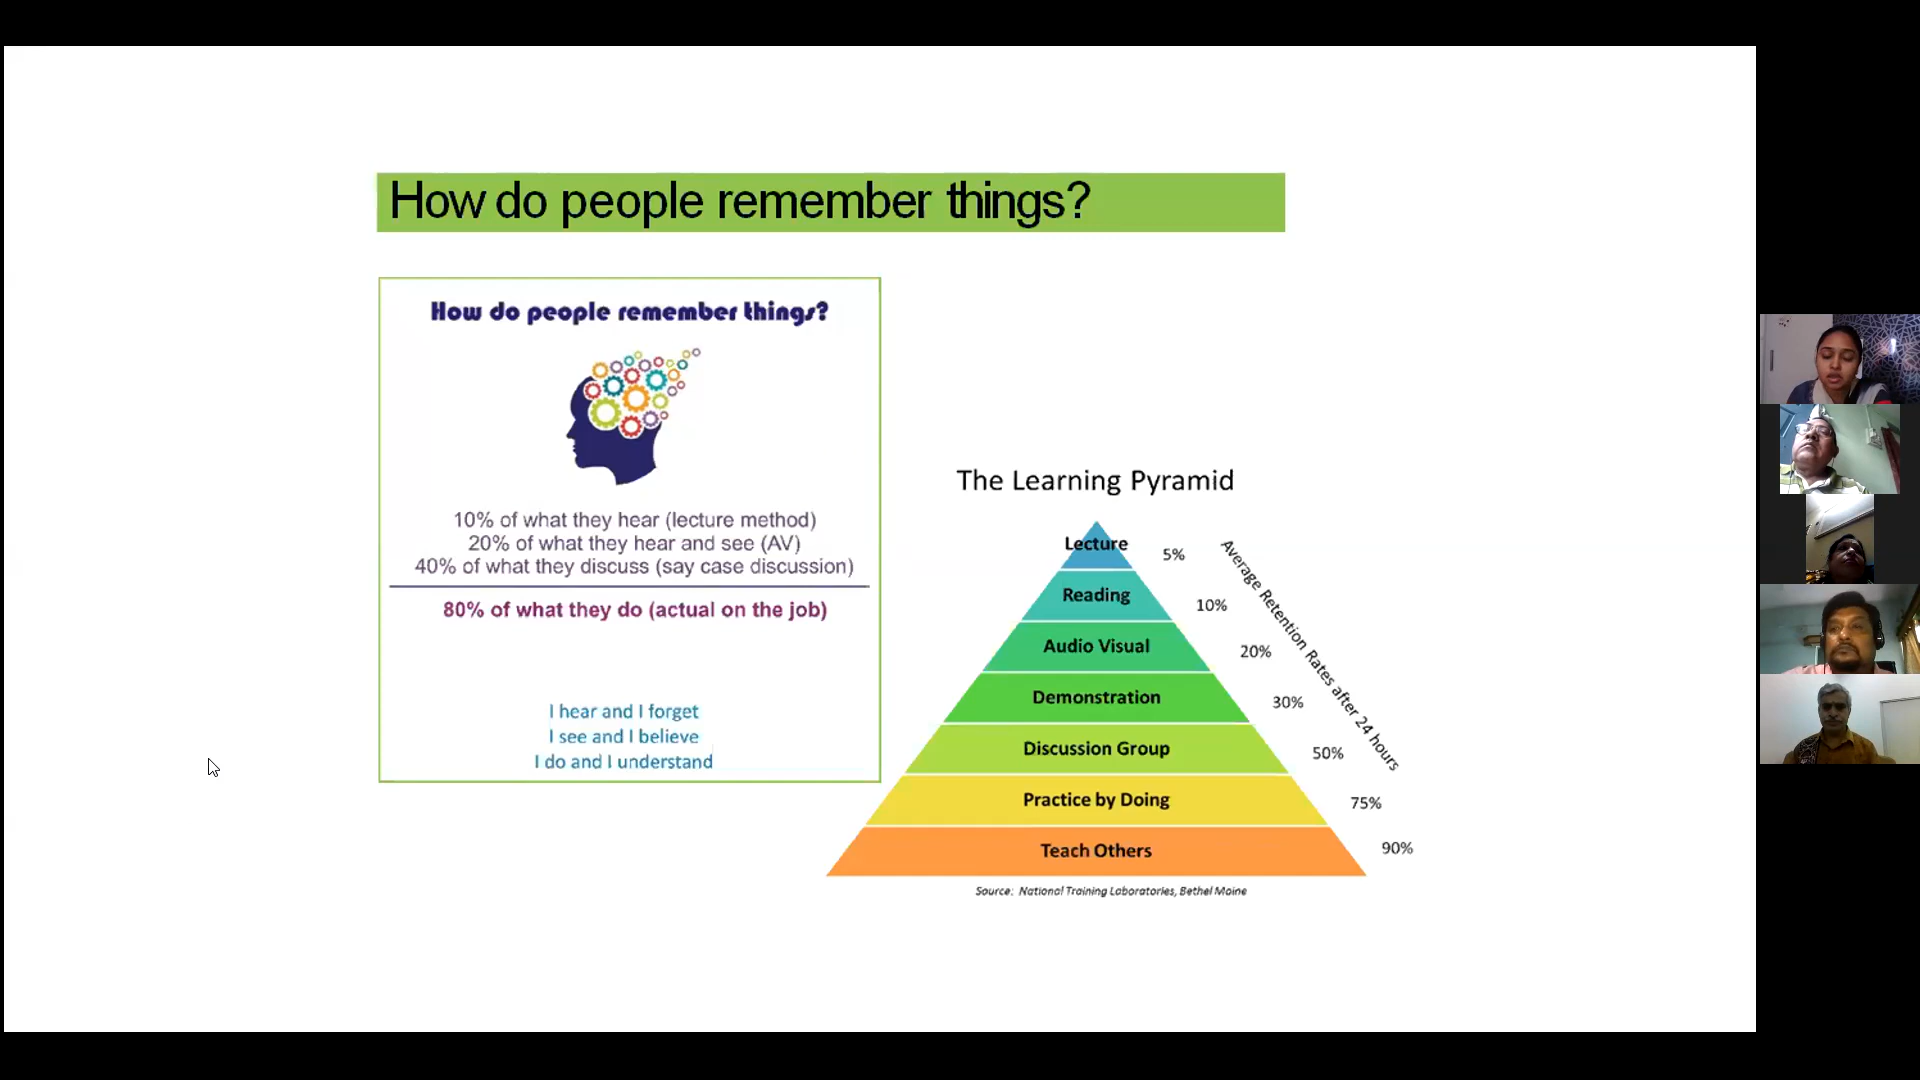 How do people remember things?
How do people remember things?
10% of what they hear (lecture method)
20% of what they hear and see (AV)
40% of what they discuss (say case discussion)
80% of what they do (actual on the job)
I hear and I forget
I see and I believe
I do and I understand
The Learning Pyramid
Lecture 5%
Reading 10%
Audio Visual 20%
Demonstration 30%
Discussion Group 50%
Practice by Doing 75%
Teach Others 90%
Average Retention Rates after 24 hours
Source: National Training Laboratories, Bethel Maine